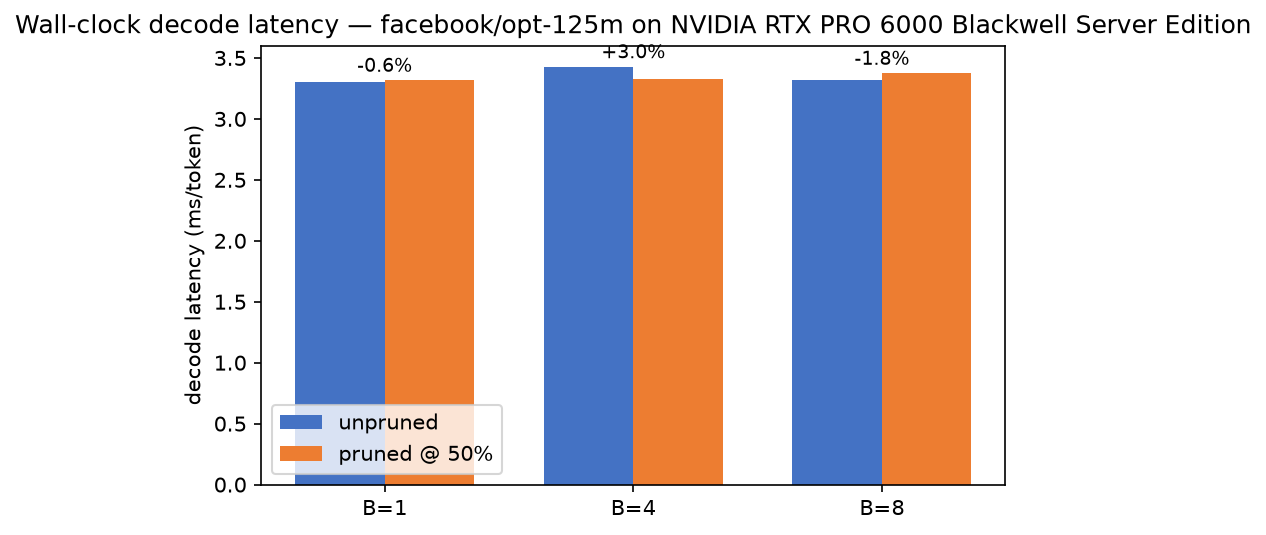 Wall-clock decode latency — facebook/opt-125m on NVIDIA RTX PRO 6000 Blackwell Server Edition
-0.6%
+3.0%
-1.8%
decode latency (ms/token)
3.5
3.0
2.5
2.0
1.5
1.0
0.5
0.0
unpruned
pruned @ 50%
B=1
B=4
B=8